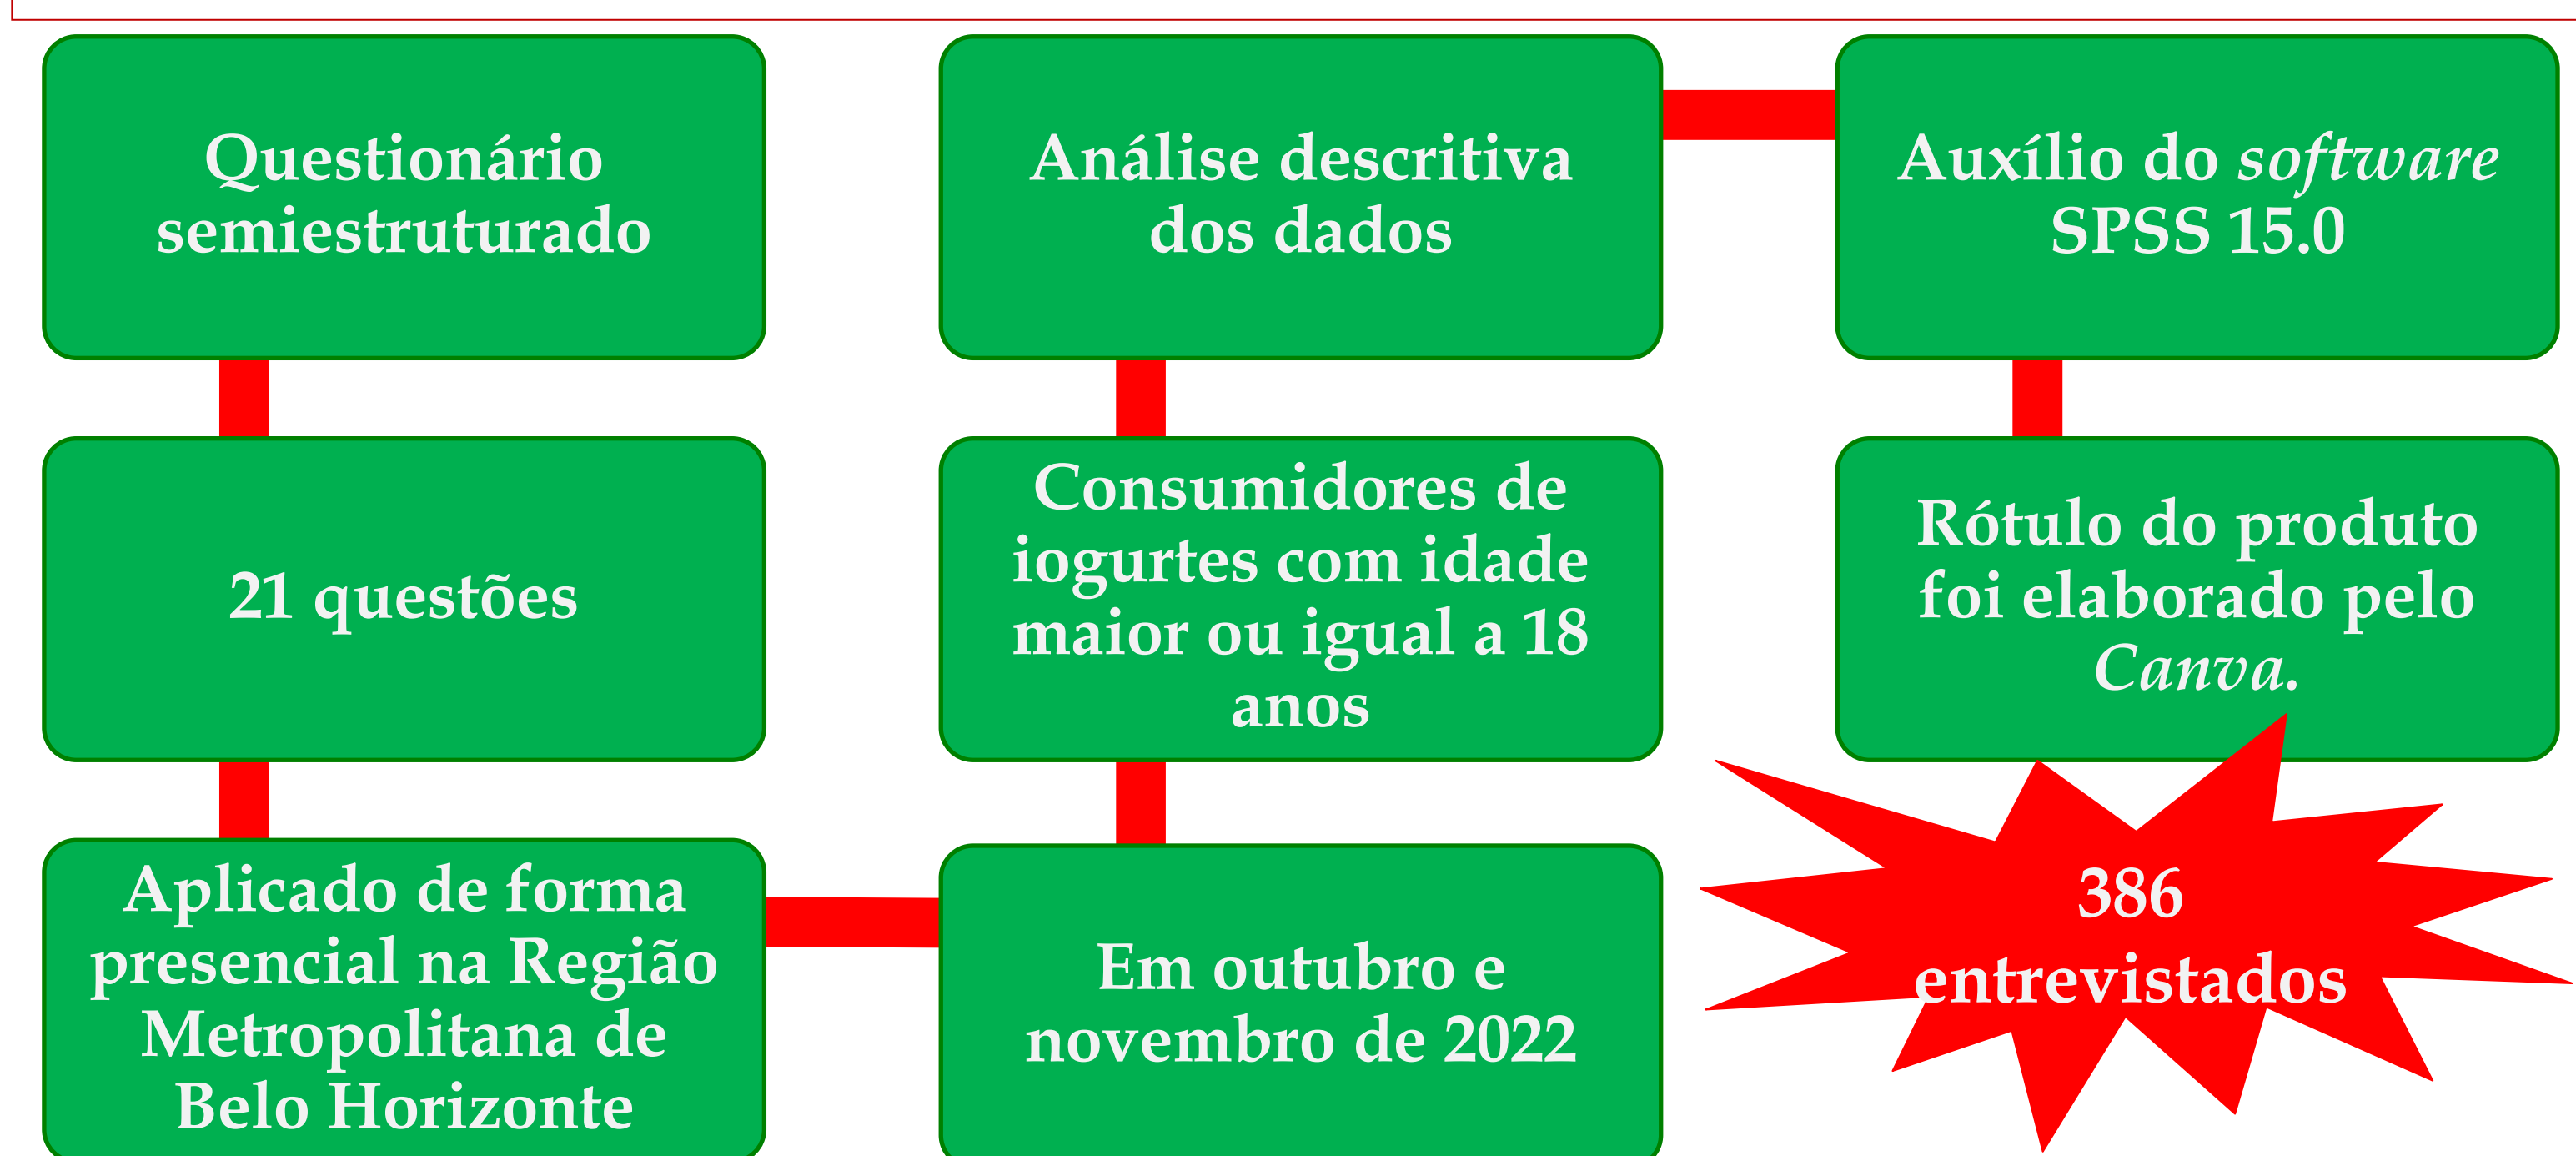 Questionário
semiestruturado
21 questões
Aplicado de forma
presencial na Região
Metropolitana de
Belo Horizonte
Em outubro e
novembro de 2022
Consumidores de
iogurtes com idade
maior ou igual a 18
anos
Análise descritiva
dos dados
Auxílio do software
SPSS 15.0
Rótulo do produto
foi elaborado pelo
Canva.
386
entrevistados